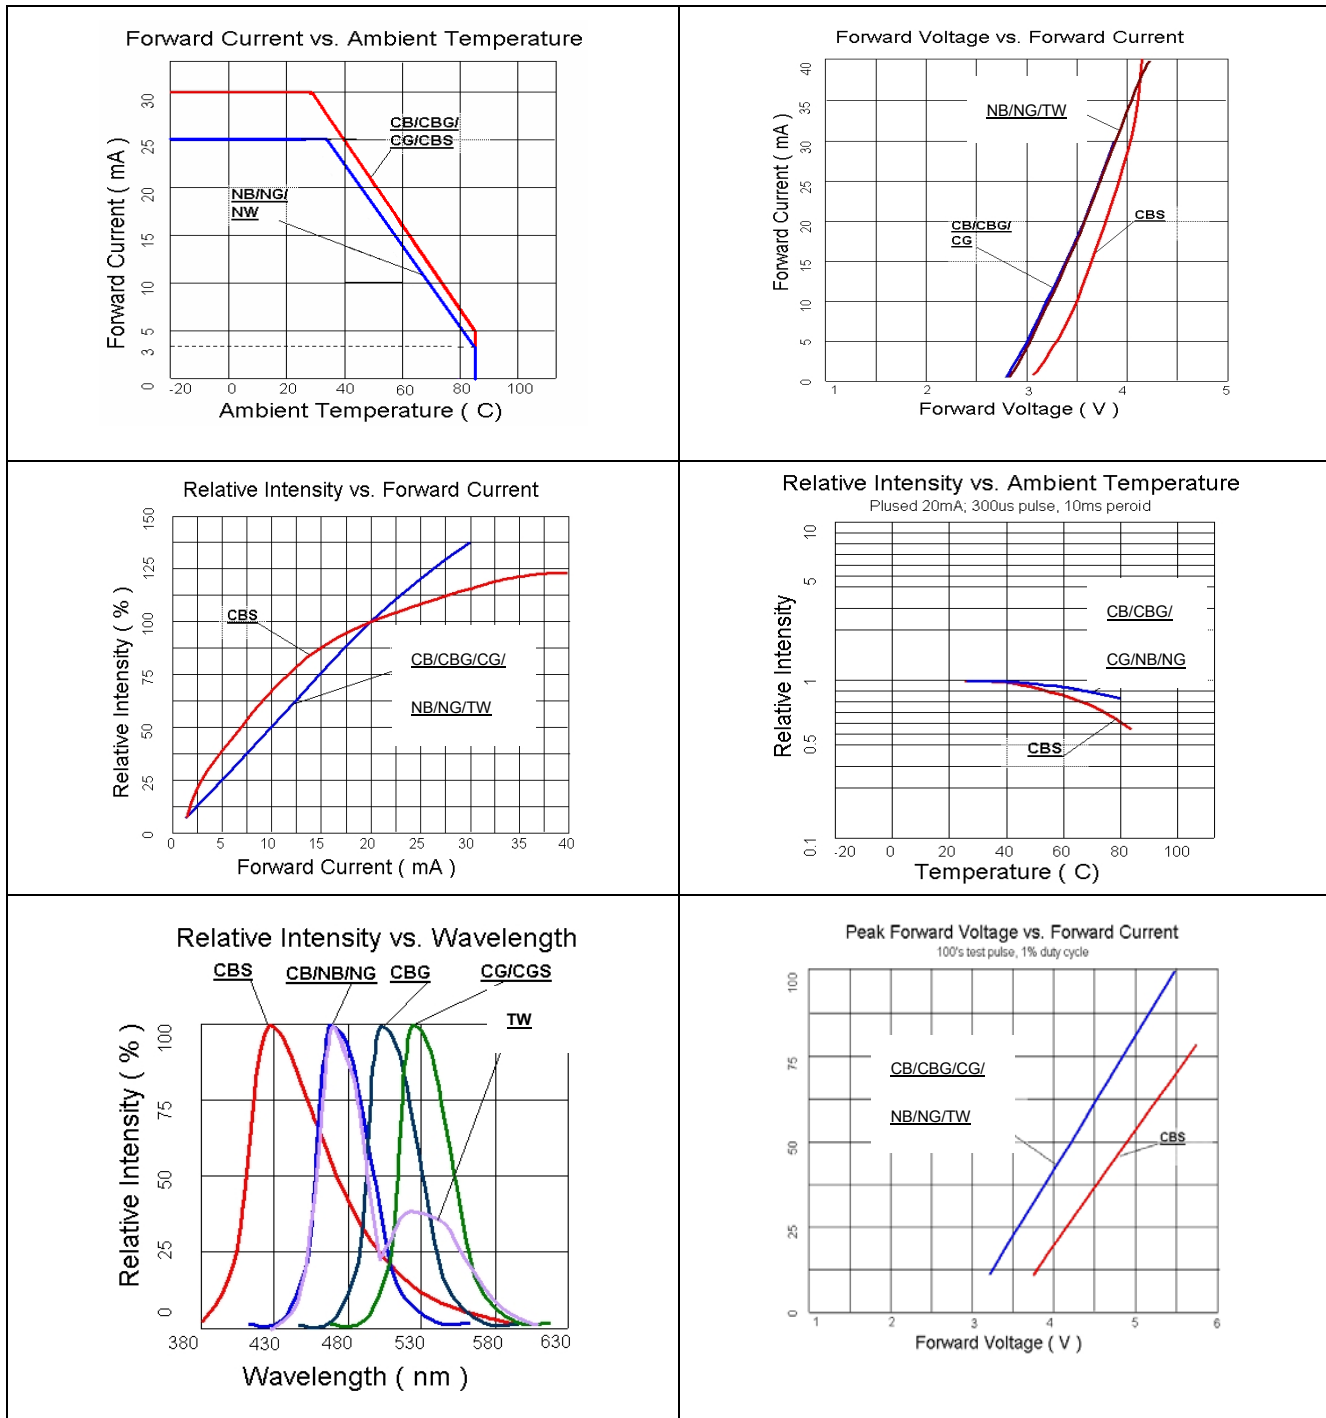 Forward Current vs. Ambient Temperature
Forward Current ( mA )
30
25
20
15
10
5
3
0
CB/CBG/
CG/CBS
NB/NG/
NW
-20 0 20 40 60 80 100
Ambient Temperature ( C)
Forward Voltage vs. Forward Current
Forward Current ( mA )
40
35
30
25
20
15
10
5
0
NB/NG/TW
CB/CBG/
CG
CBS
1 2 3 4 5
Forward Voltage ( V )
Relative Intensity vs. Forward Current
Relative Intensity ( % )
150
125
100
75
50
25
0
CBS
CB/CBG/CG/
NB/NG/TW
0 5 10 15 20 25 30 35 40
Forward Current ( mA )
Relative Intensity vs. Ambient Temperature
Plused 20mA; 300us pulse, 10ms peroid
Relative Intensity
10
5
1
0.5
0.1
CB/CBG/
CG/NB/NG
CBS
-20 0 20 40 60 80 100
Temperature ( C)
Relative Intensity vs. Wavelength
CBS CB/NB/NG CBG CG/CGS
TW
Relative Intensity ( % )
100
75
50
25
0
380 430 480 530 580 630
Wavelength ( nm )
Peak Forward Voltage vs. Forward Current
100's test pulse, 1% duty cycle
100
75
50
25
0
CB/CBG/CG/
NB/NG/TW
CBS
1 2 3 4 5 6
Forward Voltage ( V )